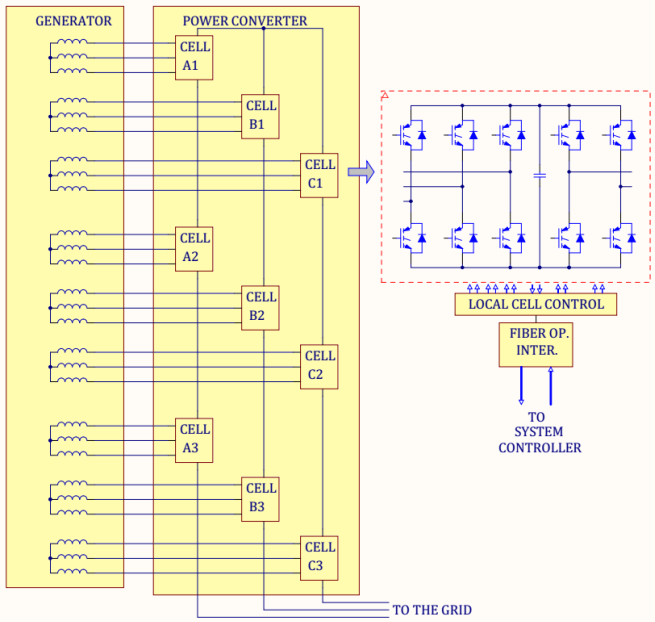 GENERATOR
POWER CONVERTER
CELL
A1
CELL
B1
CELL
C1
CELL
A2
CELL
B2
CELL
C2
CELL
A3
CELL
B3
CELL
C3
TO THE GRID
LOCAL CELL CONTROL
FIBER OP.
INTER.
TO
SYSTEM
CONTROLLER